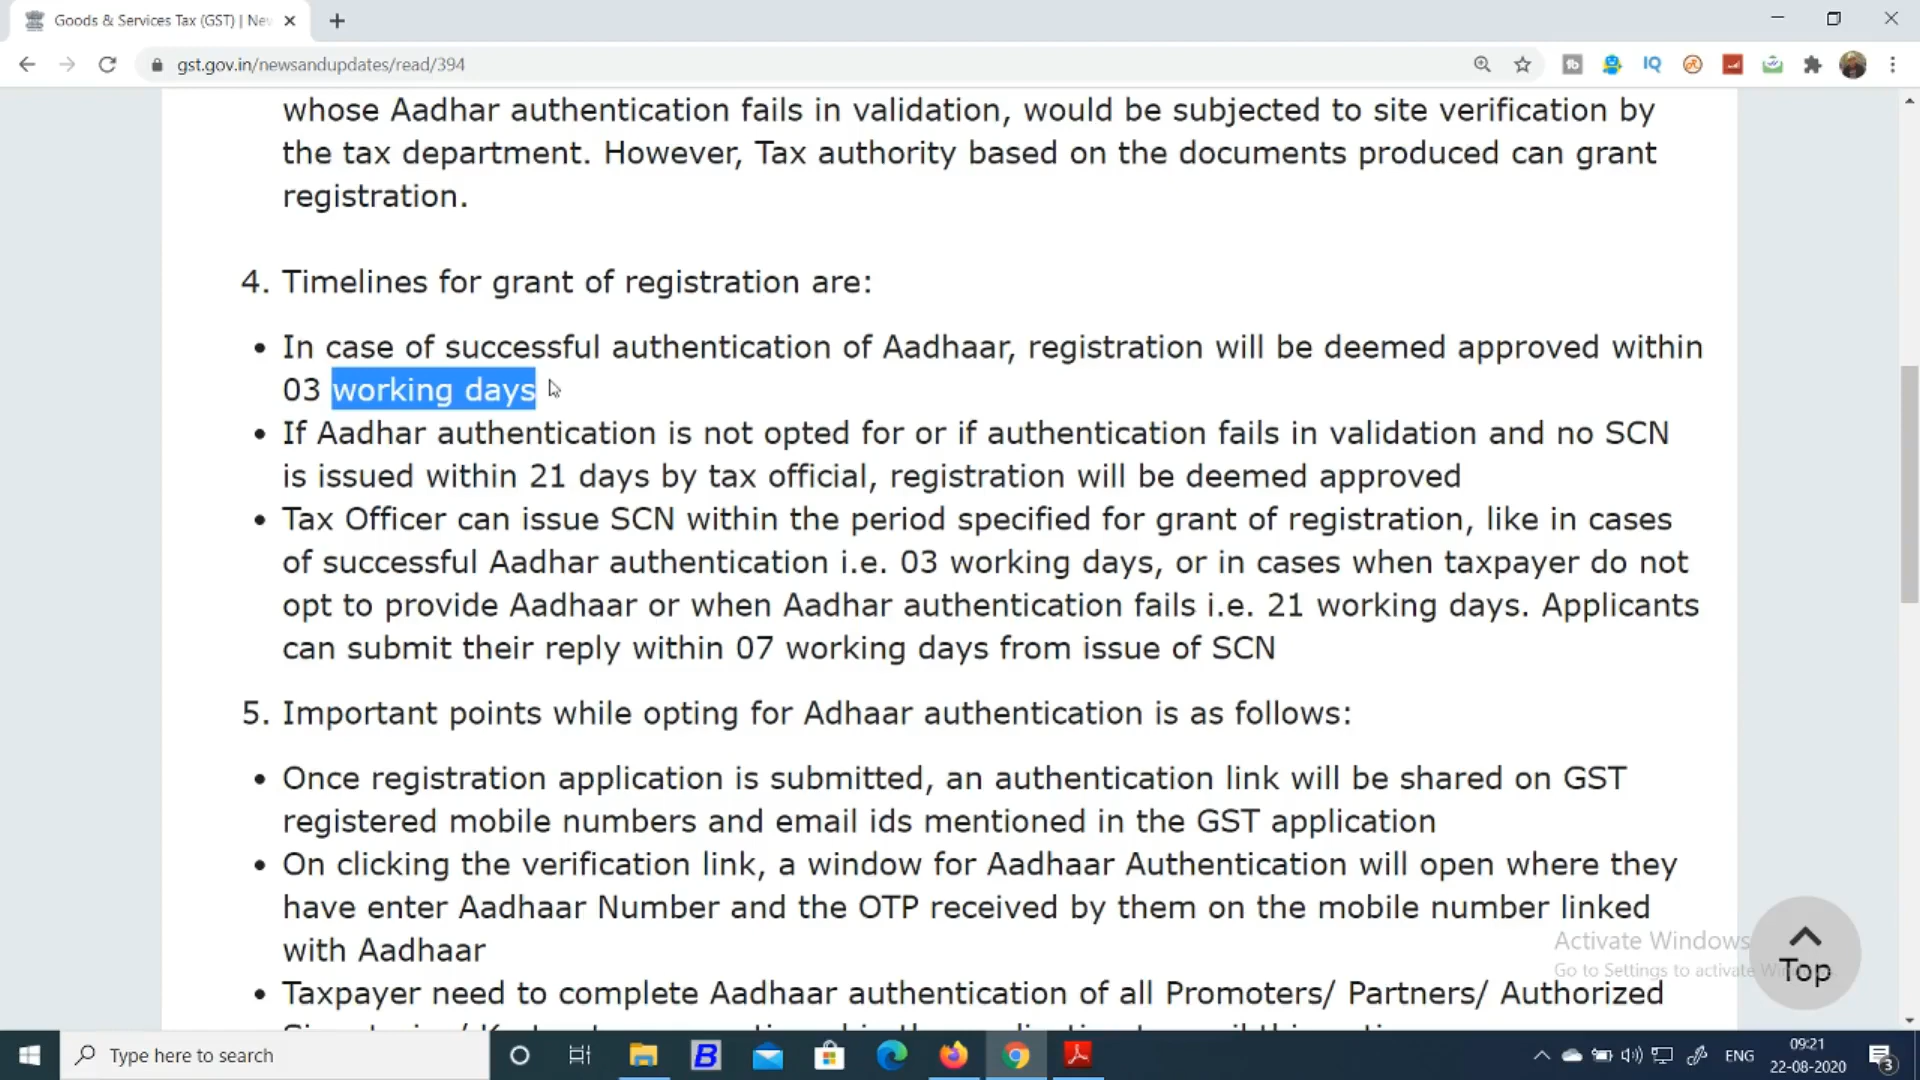 Goods & Services Tax (GST) | New
gst.gov.in/newsandupdates/read/394
whose Aadhar authentication fails in validation, would be subjected to site verification by
the tax department. However, Tax authority based on the documents produced can grant
registration.
4. Timelines for grant of registration are:
• In case of successful authentication of Aadhaar, registration will be deemed approved within
03 working days
• If Aadhar authentication is not opted for or if authentication fails in validation and no SCN
is issued within 21 days by tax official, registration will be deemed approved
• Tax Officer can issue SCN within the period specified for grant of registration, like in cases
of successful Aadhar authentication i.e. 03 working days, or in cases when taxpayer do not
opt to provide Aadhaar or when Aadhar authentication fails i.e. 21 working days. Applicants
can submit their reply within 07 working days from issue of SCN
5. Important points while opting for Adhaar authentication is as follows:
• Once registration application is submitted, an authentication link will be shared on GST
registered mobile numbers and email ids mentioned in the GST application
• On clicking the verification link, a window for Aadhaar Authentication will open where they
have enter Aadhaar Number and the OTP received by them on the mobile number linked
with Aadhaar
• Taxpayer need to complete Aadhaar authentication of all Promoters/ Partners/ Authorized
Activate Windows
Go to Settings to activate
Top
Type here to search
ENG
09:21
22-08-2020
3